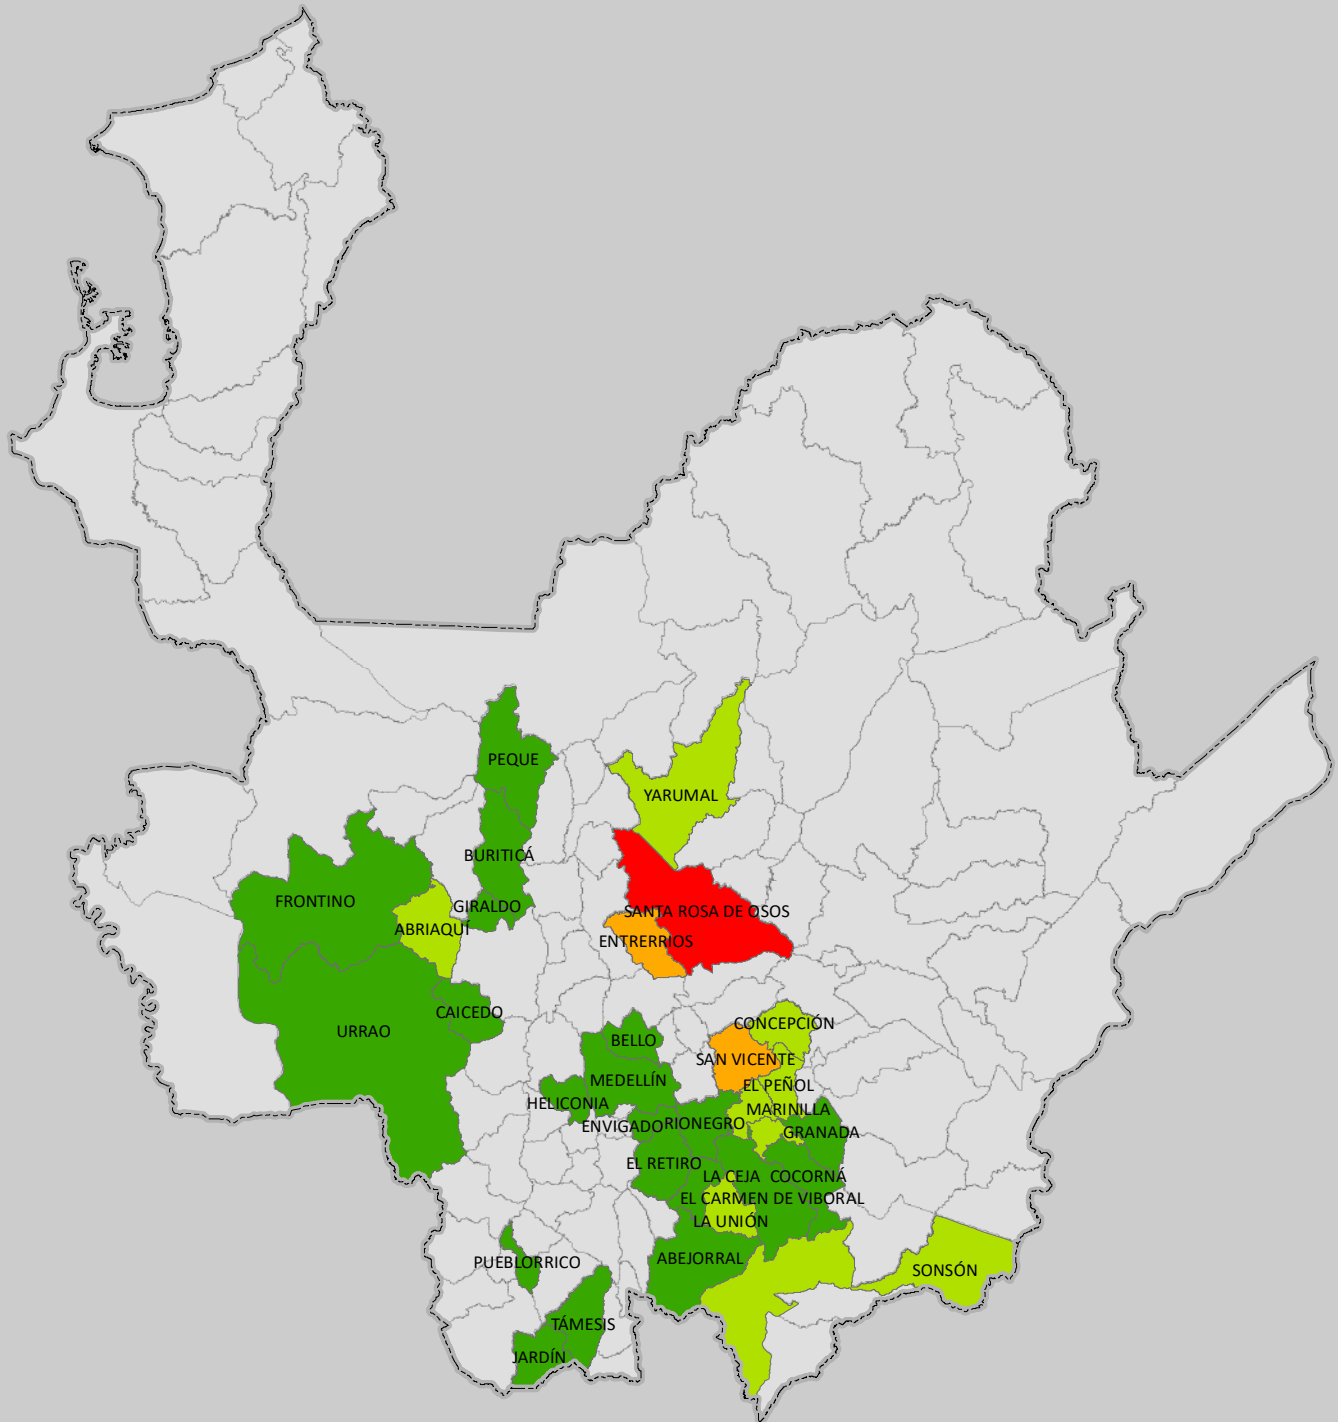 PEQUE
YARUMAL
BURITICÁ
FRONTINO
GIRALDO
SANTA ROSA DE OSOS
ABRIAQUÍ
ENTRERRIOS
CAICEDO
CONCEPCIÓN
URRAO
BELLO
SAN VICENTE
MEDELLÍN
EL PEÑOL
HELICONIA
MARINILLA
ENVIGADO
RIONEGRO
GRANADA
EL RETIRO
LA CEJA
COCORNÁ
EL CARMEN DE VIBORAL
LA UNIÓN
ABEJORRAL
PUEBLORRICO
SONSÓN
TÁMESIS
JARDÍN